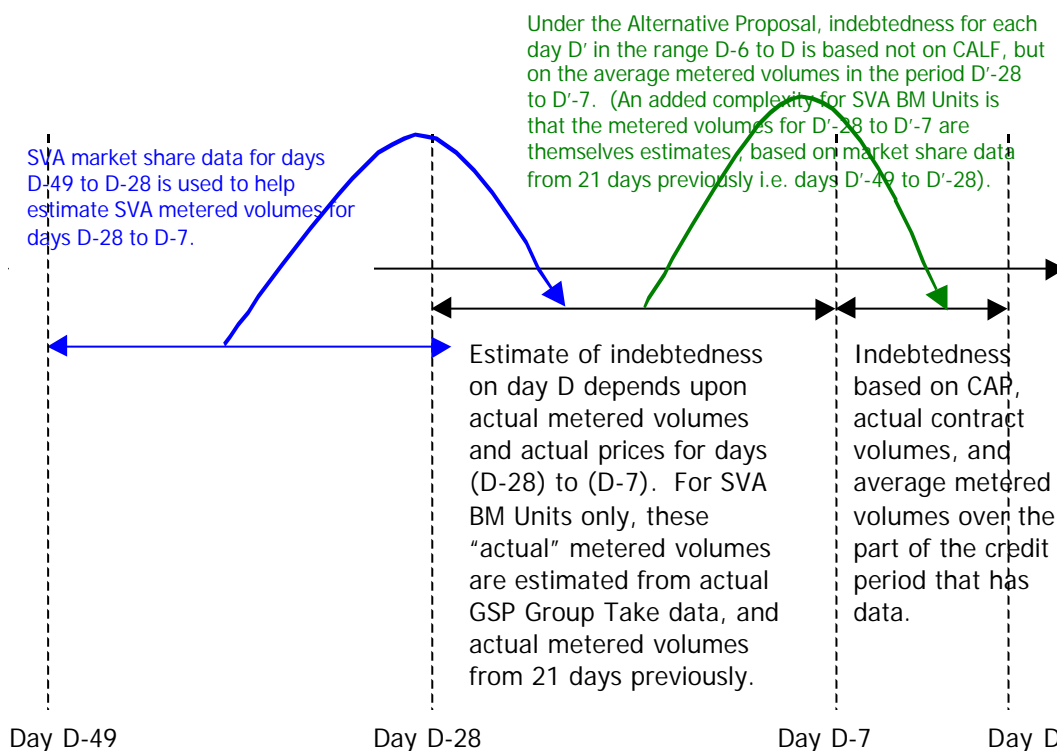 Under the Alternative Proposal, indebtedness for each
day D' in the range D-6 to D is based not on CALF, but
on the average metered volumes in the period D'-28
to D'-7. (An added complexity for SVA BM Units is
that the metered volumes for D'-28 to D'-7 are
themselves estimates, based on market share data
from 21 days previously i.e. days D'-49 to D'-28).
SVA market share data for days
D-49 to D-28 is used to help
estimate SVA metered volumes for
days D-28 to D-7.
Estimate of indebtedness
on day D depends upon
actual metered volumes
and actual prices for days
(D-28) to (D-7). For SVA
BM Units only, these
“actual” metered volumes
are estimated from actual
GSP Group Take data, and
actual metered volumes
from 21 days previously.
Indebtedness
based on CAP,
actual contract
volumes, and
average metered
volumes over the
part of the credit
period that has
data.
Day D-49
Day D-28
Day D-7
Day D